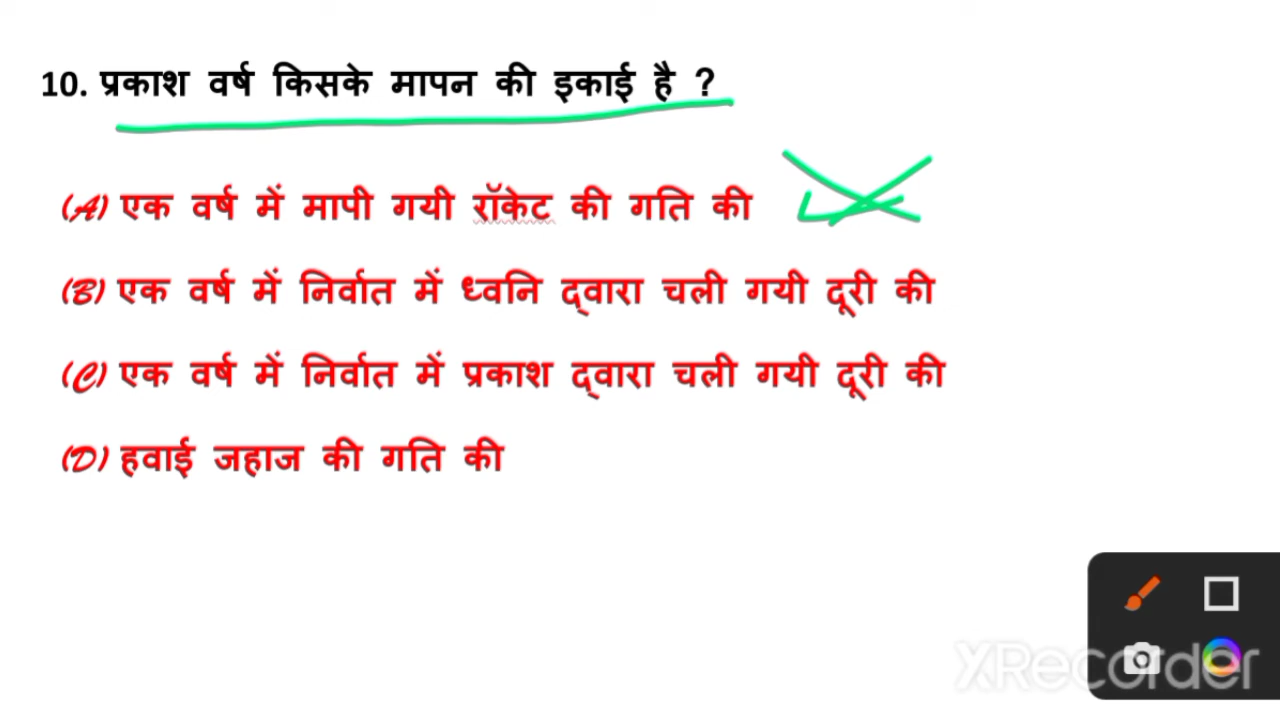 10. प्रकाश वर्ष किसके मापन की इकाई है ?
(A) एक वर्ष में मापी गयी रॉकेट की गति की
(B) एक वर्ष में निर्वात में ध्वनि द्वारा चली गयी दूरी की
(C) एक वर्ष में निर्वात में प्रकाश द्वारा चली गयी दूरी की
(D) हवाई जहाज की गति की
XRecorder